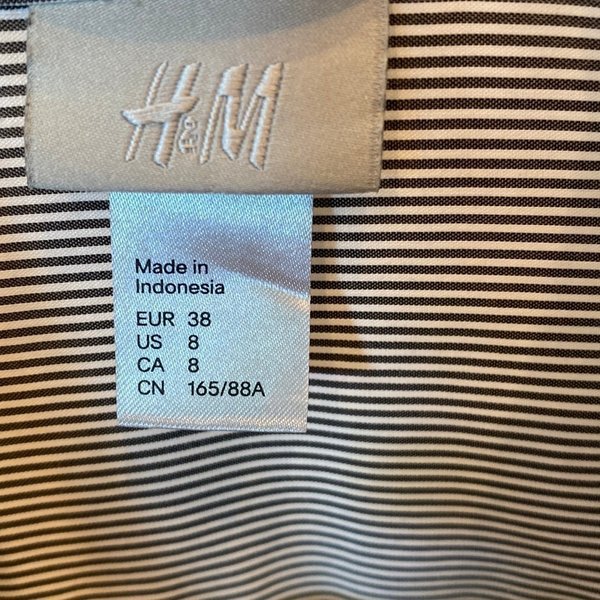 H&M
Made in
Indonesia
EUR 38
US 8
CA 8
CN 165/88A